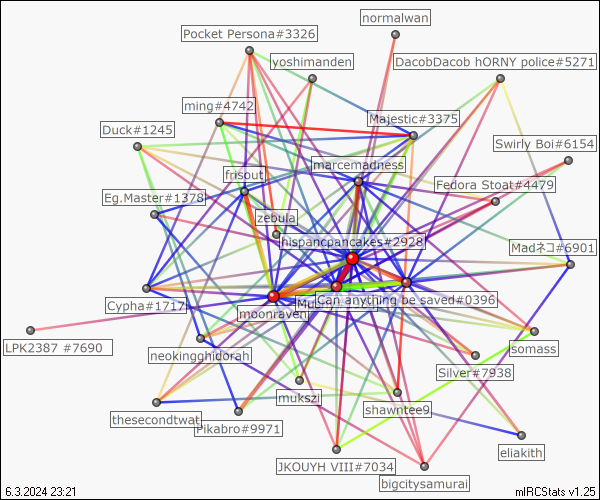 normalwan
Pocket Persona#3326
yoshimanden
DacobDacob hORNY police#5271
ming#4742
Majestic#3375
Duck#1245
Swirly Boi#6154
marcemadness
frisout
Fedora Stoat#4479
Eg.Master#1378
zebula
hispancpancakes#2928
Madネコ#6901
Can anything be saved#0396
Cypha#1717
moonraven
LPK2387 #7690
neokingghidorah
somass
Silver#7938
mukszi
shawntee9
thesecondtwat
Pikabro#9971
eliakith
JKOUYH VIII#7034
bigcitysamurai
6.3.2024 23:21
mIRCStats v1.25